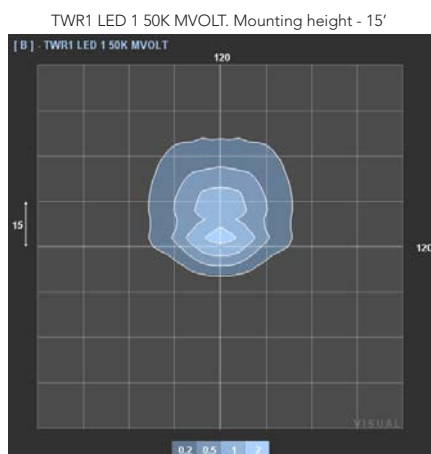 TWR1 LED 1 50K MVOLT. Mounting height - 15′
[ B ] - TWR1 LED 1 50K MVOLT
120
15
120
VISUAL
0.2 0.5 1 2